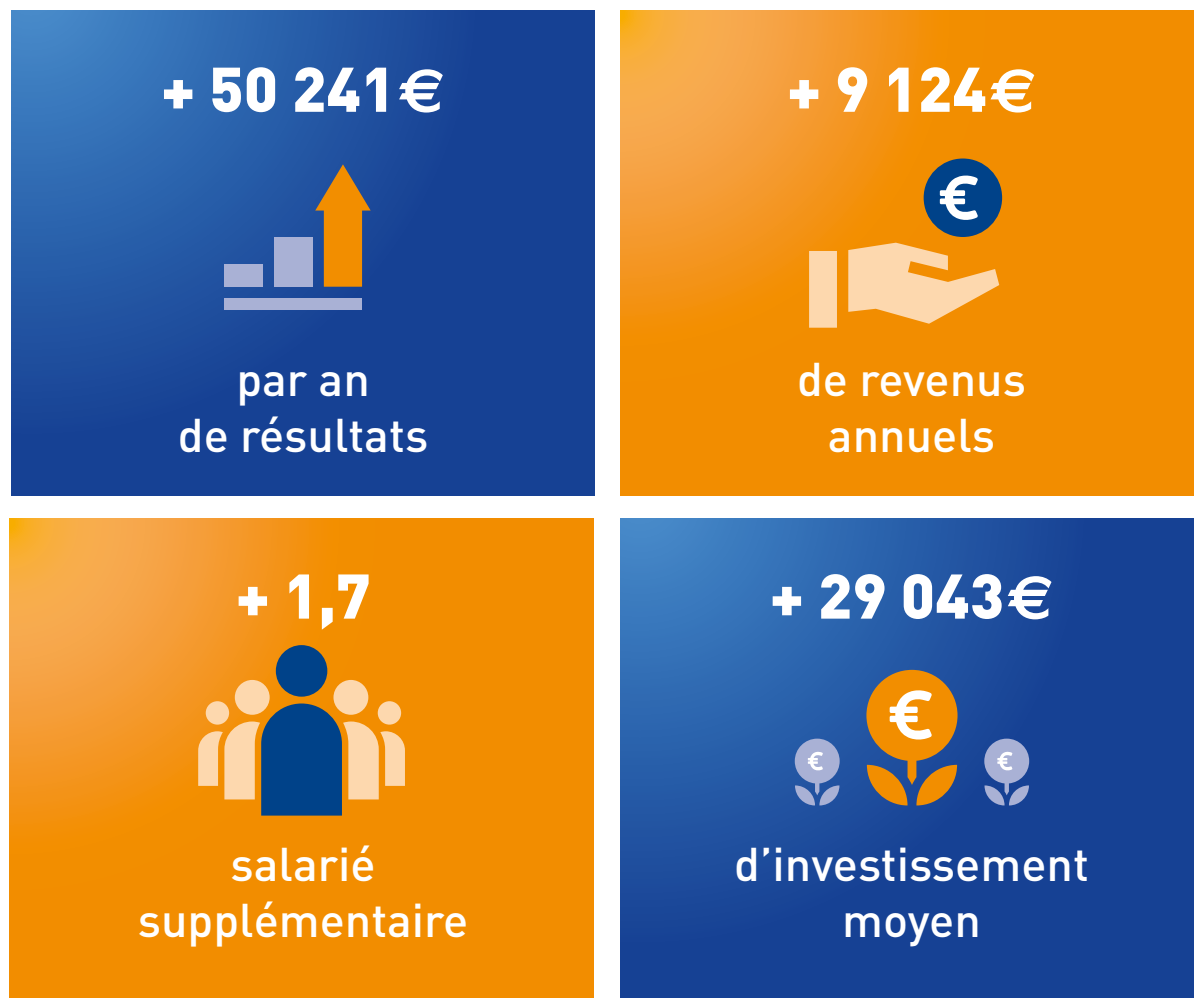 + 50 241€
par an
de résultats
+ 9 124€
€
de revenus
annuels
+ 1,7
salarié
supplémentaire
+ 29 043€
€
€
€
d’investissement
moyen